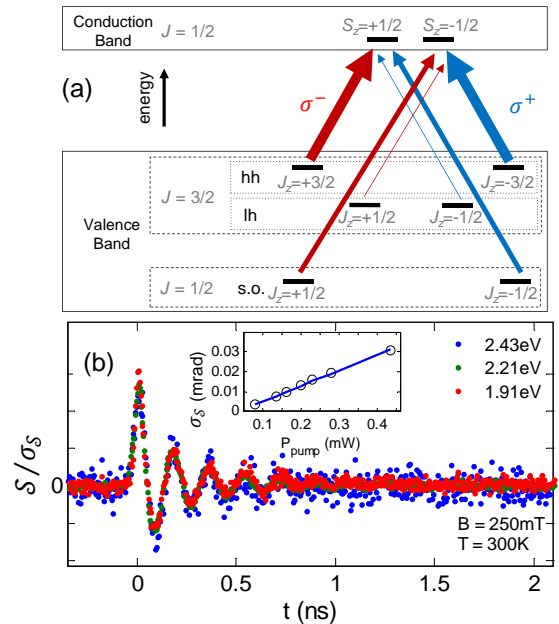 Conduction
Band
J = 1/2
S_z=+1/2
S_z=-1/2
(a)
energy
σ⁻
σ⁺
Valence
Band
J = 3/2
hh
J_z=+3/2
J_z=-3/2
lh
J_z=+1/2
J_z=-1/2
J = 1/2
s.o.
J_z=+1/2
J_z=-1/2
(b)
S / σ_S
0
σ_S (mrad)
0.03
0.02
0.01
0
0.1
0.2
0.3
0.4
P_pump (mW)
2.43eV
2.21eV
1.91eV
B = 250mT
T = 300K
0
0.5
1
1.5
2
t (ns)